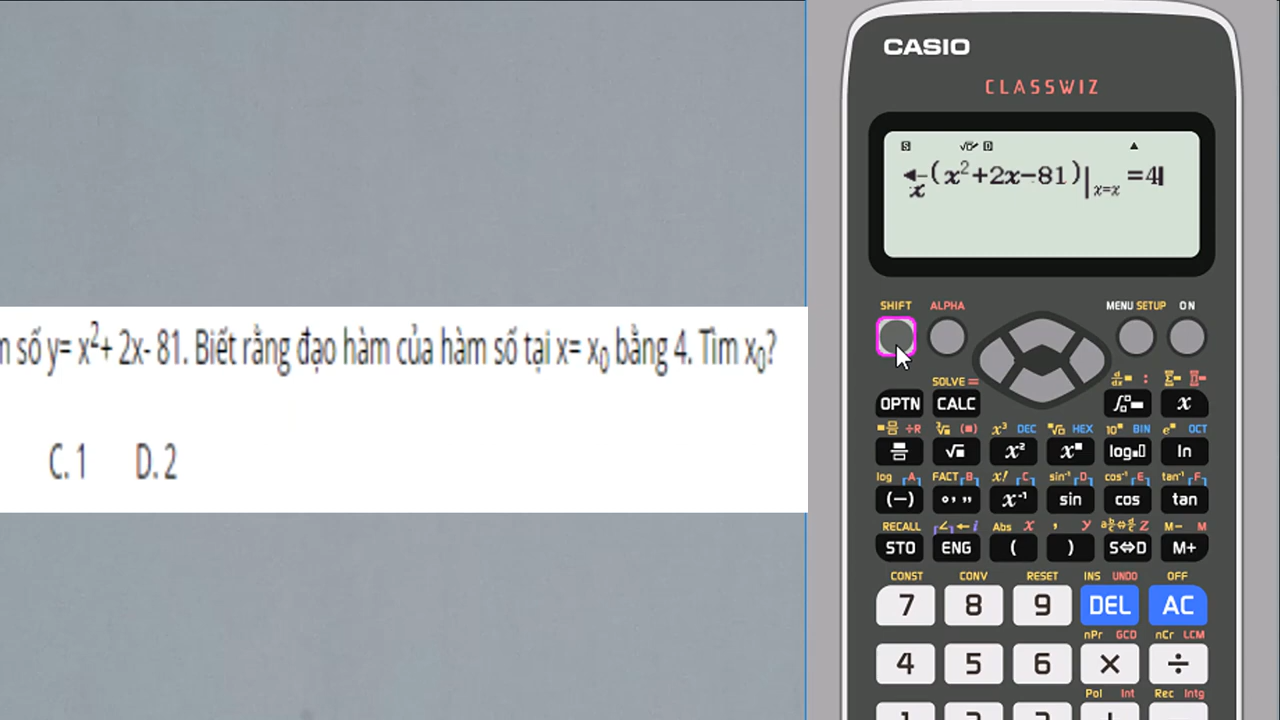 CASIO
CLASSWIZ
S √ D ▲
◄ x (x²+2x−81)|x=x =4
SHIFT ALPHA MENU SETUP ON
m số y= x²+ 2x- 81. Biết rằng đạo hàm của hàm số tại x= x₀ bằng 4. Tìm x₀?
SOLVE = d/dx : Σ Π
OPTN CALC ∫ x
÷R ³√ (■) x³ DEC ■√ HEX 10■ BIN e■ OCT
C. 1 D. 2
√■ x² x■ log ln
log A FACT B x! C sin⁻¹ D cos⁻¹ E tan⁻¹ F
(−) °’” x⁻¹ sin cos tan
RECALL ∠ ← i Abs x , y Z M− M
STO ENG ( ) S⇔D M+
CONST CONV RESET INS UNDO OFF
7 8 9 DEL AC
nPr GCD nCr LCM
4 5 6 × ÷
Pol Int Rec Intg